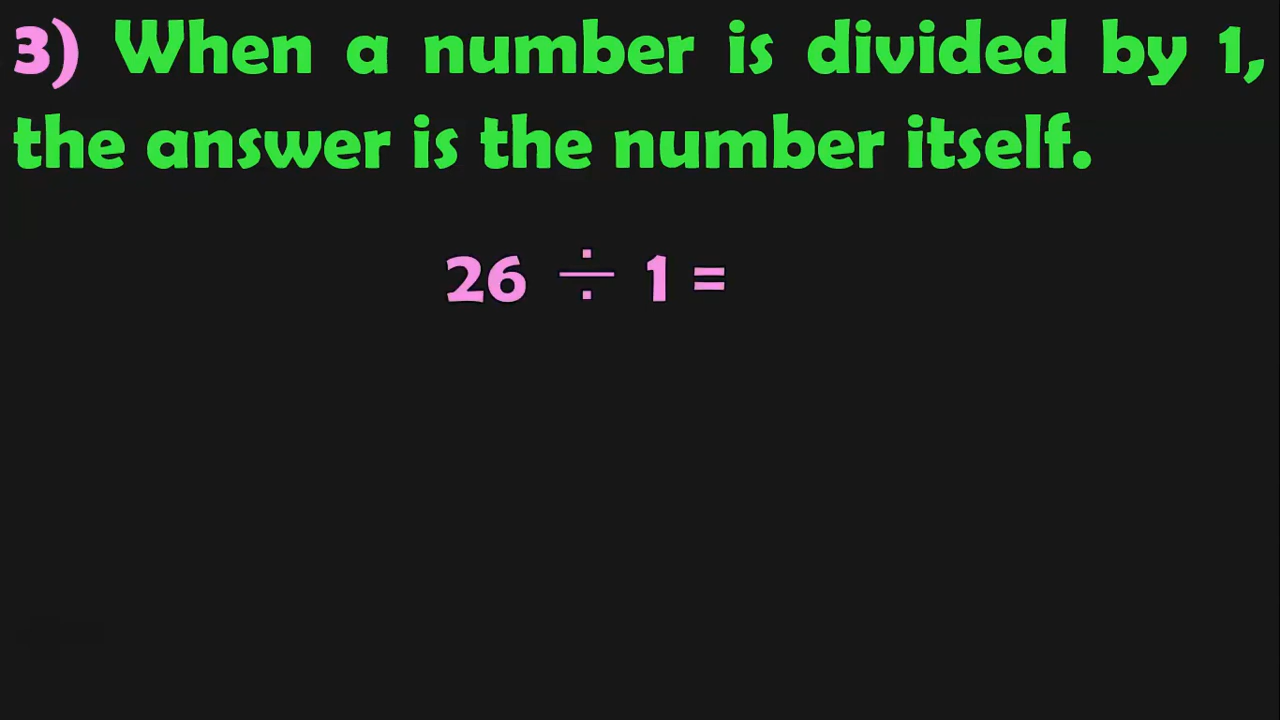 3) When a number is divided by 1,
the answer is the number itself.
26 ÷ 1 =